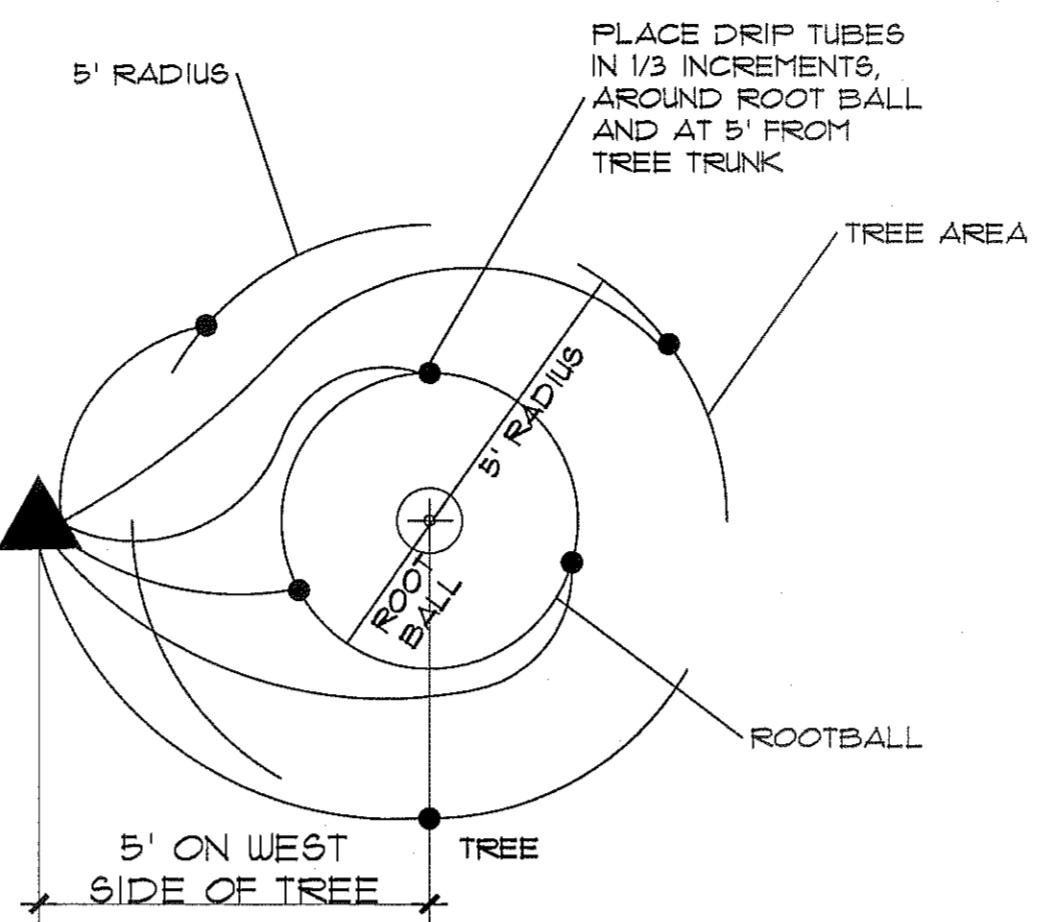 PLACE DRIP TUBES
IN 1/3 INCREMENTS,
AROUND ROOT BALL
AND AT 5' FROM
TREE TRUNK
5' RADIUS
TREE AREA
5' RADIUS
ROOT
BALL
ROOTBALL
TREE
5' ON WEST
SIDE OF TREE